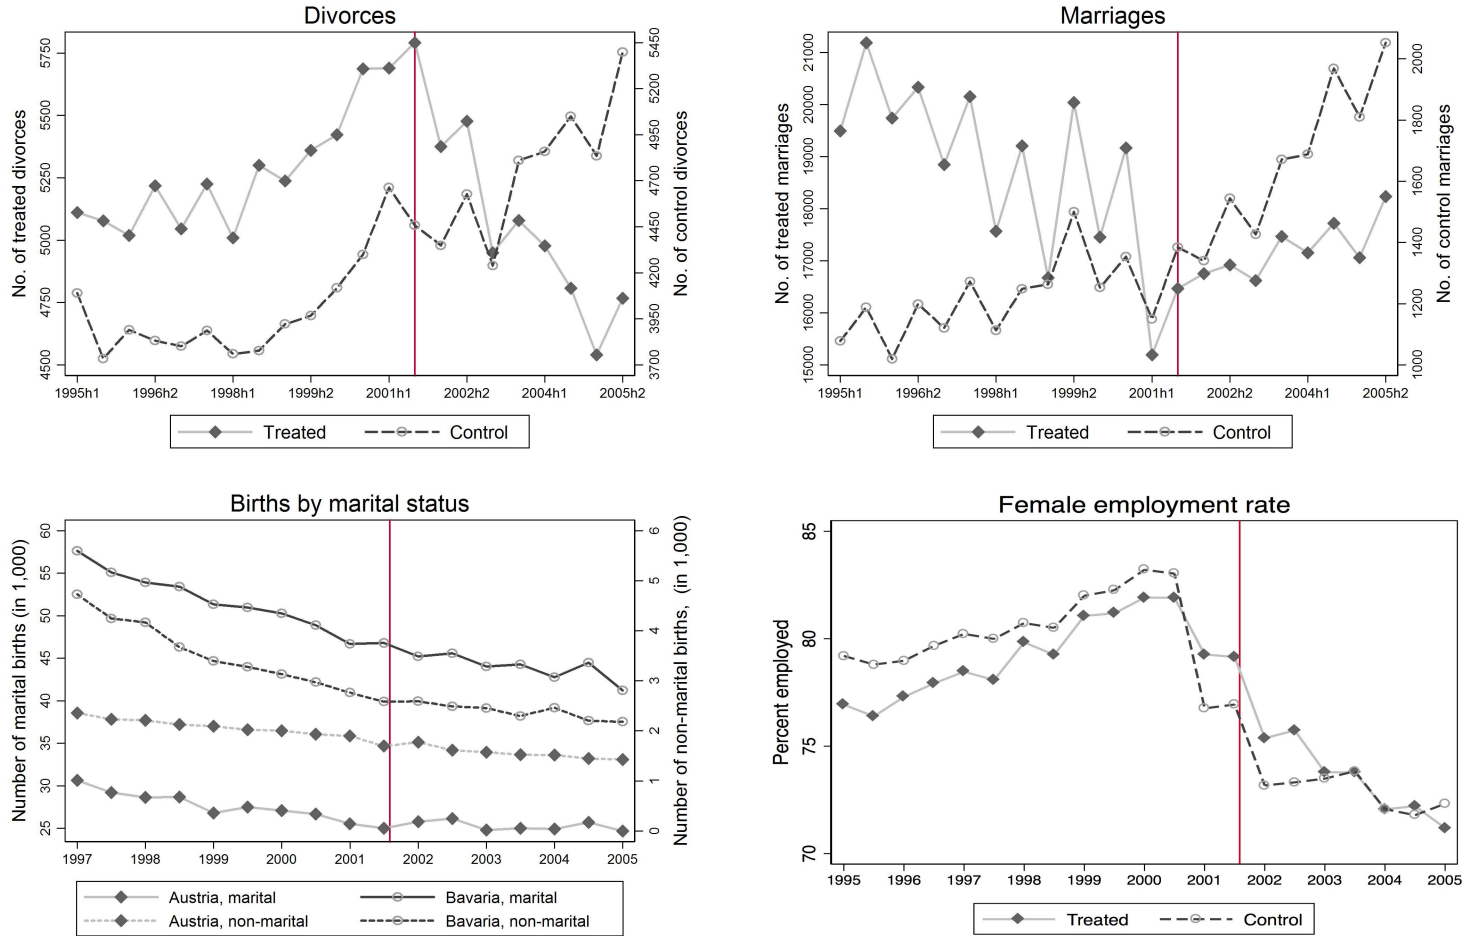 Divorces
No. of treated divorces
5750
5500
5250
5000
4750
4500
5450
5200
4950
4700
4450
4200
3950
3700
No. of control divorces
1995h1 1996h2 1998h1 1999h2 2001h1 2002h2 2004h1 2005h2
Treated Control
Marriages
No. of treated marriages
21000
20000
19000
18000
17000
16000
15000
2000
1800
1600
1400
1200
1000
No. of control marriages
1995h1 1996h2 1998h1 1999h2 2001h1 2002h2 2004h1 2005h2
Treated Control
Births by marital status
Number of marital births (in 1,000)
60
55
50
45
40
35
30
25
6
5
4
3
2
1
0
Number of non-marital births, (in 1,000)
1997 1998 1999 2000 2001 2002 2003 2004 2005
Austria, marital Bavaria, marital
Austria, non-marital Bavaria, non-marital
Female employment rate
Percent employed
85
80
75
70
1995 1996 1997 1998 1999 2000 2001 2002 2003 2004 2005
Treated Control